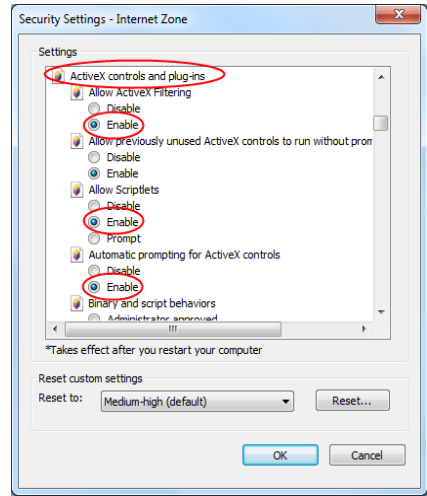 Security Settings - Internet Zone
Settings
ActiveX controls and plug-ins
Allow ActiveX Filtering
Disable
Enable
Allow previously unused ActiveX controls to run without prom
Disable
Enable
Allow Scriptlets
Disable
Enable
Prompt
Automatic prompting for ActiveX controls
Disable
Enable
Binary and script behaviors
Administrator approved
*Takes effect after you restart your computer
Reset custom settings
Reset to:
Medium-high (default)
Reset...
OK
Cancel